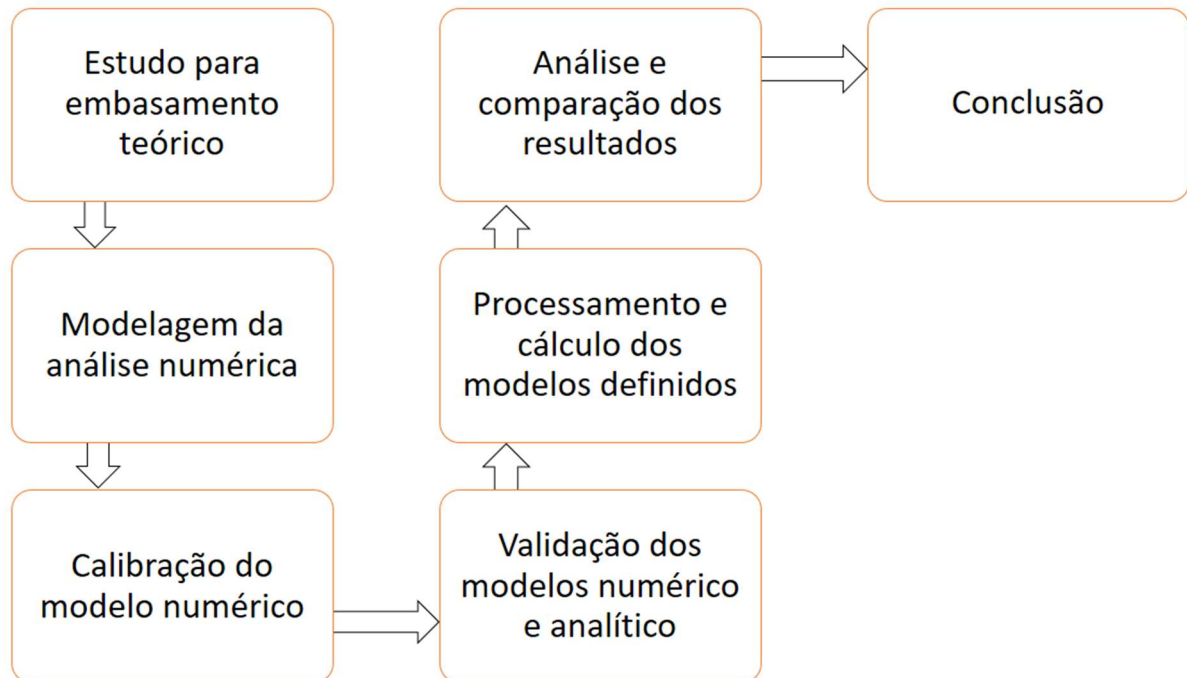 Estudo para
embasamento
teórico
Modelagem da
análise numérica
Calibração do
modelo numérico
Validação dos
modelos numérico
e analítico
Processamento e
cálculo dos
modelos definidos
Análise e
comparação dos
resultados
Conclusão